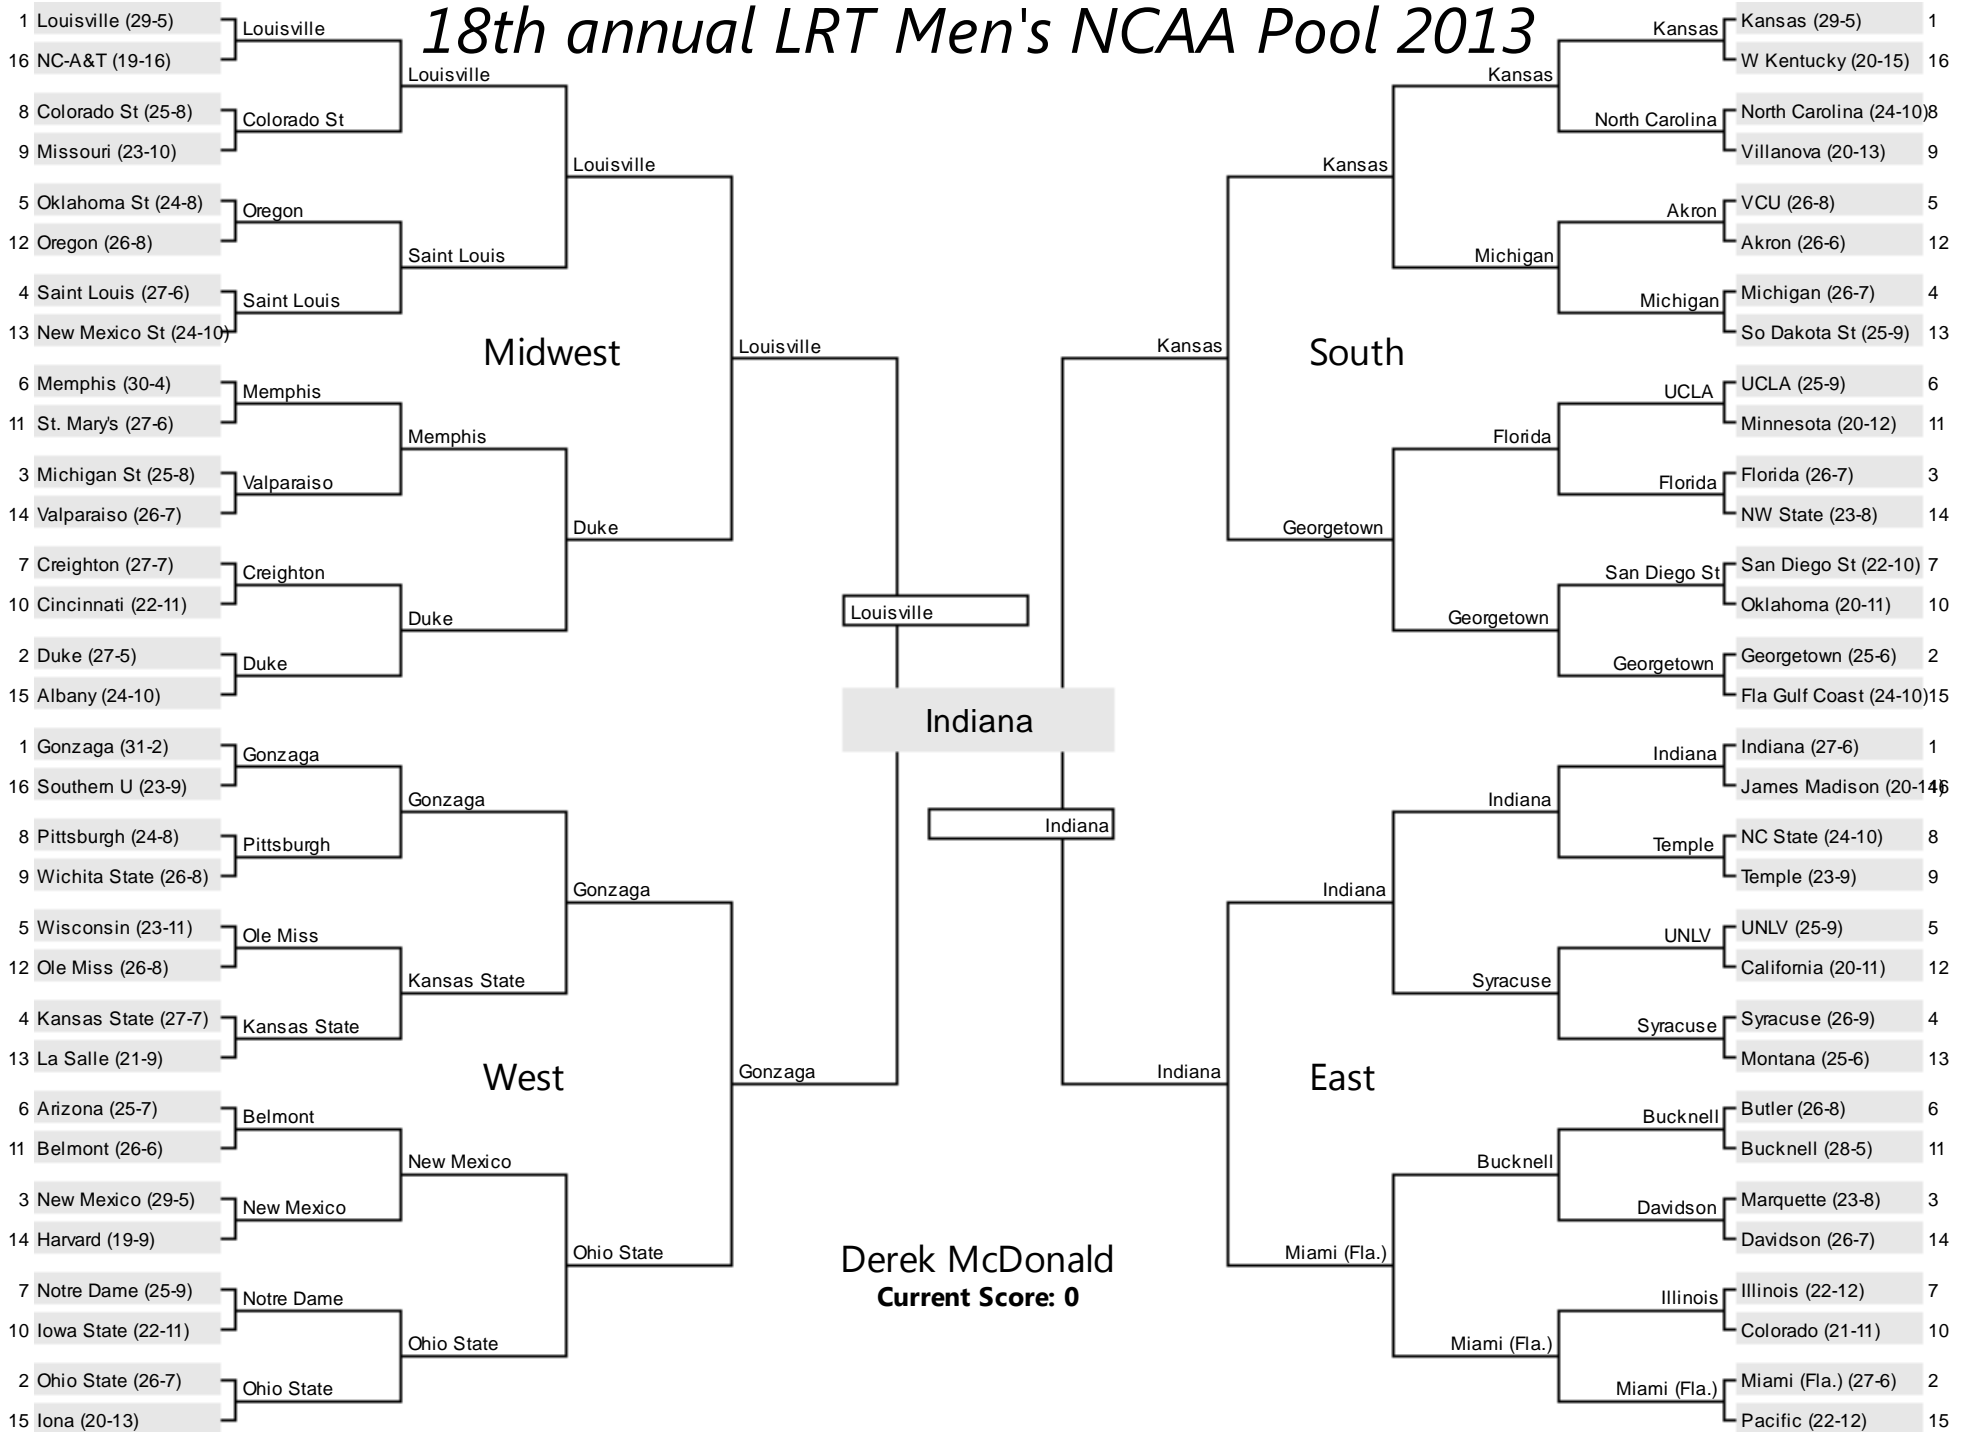 18th annual LRT Men's NCAA Pool 2013
1 Louisville (29-5)
16 NC-A&T (19-16)
8 Colorado St (25-8)
9 Missouri (23-10)
5 Oklahoma St (24-8)
12 Oregon (26-8)
4 Saint Louis (27-6)
13 New Mexico St (24-10)
6 Memphis (30-4)
11 St. Mary's (27-6)
3 Michigan St (25-8)
14 Valparaiso (26-7)
7 Creighton (27-7)
10 Cincinnati (22-11)
2 Duke (27-5)
15 Albany (24-10)
Louisville
Colorado St
Oregon
Saint Louis
Memphis
Valparaiso
Creighton
Duke
Louisville
Saint Louis
Memphis
Duke
Louisville
Duke
Midwest
Louisville
1 Gonzaga (31-2)
16 Southern U (23-9)
8 Pittsburgh (24-8)
9 Wichita State (26-8)
5 Wisconsin (23-11)
12 Ole Miss (26-8)
4 Kansas State (27-7)
13 La Salle (21-9)
6 Arizona (25-7)
11 Belmont (26-6)
3 New Mexico (29-5)
14 Harvard (19-9)
7 Notre Dame (25-9)
10 Iowa State (22-11)
2 Ohio State (26-7)
15 Iona (20-13)
Gonzaga
Pittsburgh
Ole Miss
Kansas State
Belmont
New Mexico
Notre Dame
Ohio State
Gonzaga
Kansas State
New Mexico
Ohio State
Gonzaga
Ohio State
West
Gonzaga
Louisville
Indiana
Indiana
Derek McDonald
Current Score: 0
Kansas (29-5) 1
W Kentucky (20-15) 16
North Carolina (24-10) 8
Villanova (20-13) 9
VCU (26-8) 5
Akron (26-6) 12
Michigan (26-7) 4
So Dakota St (25-9) 13
UCLA (25-9) 6
Minnesota (20-12) 11
Florida (26-7) 3
NW State (23-8) 14
San Diego St (22-10) 7
Oklahoma (20-11) 10
Georgetown (25-6) 2
Fla Gulf Coast (24-10) 15
Kansas
North Carolina
Akron
Michigan
UCLA
Florida
San Diego St
Georgetown
Kansas
Michigan
Florida
Georgetown
Kansas
Georgetown
South
Kansas
Indiana (27-6) 1
James Madison (20-14) 16
NC State (24-10) 8
Temple (23-9) 9
UNLV (25-9) 5
California (20-11) 12
Syracuse (26-9) 4
Montana (25-6) 13
Butler (26-8) 6
Bucknell (28-5) 11
Marquette (23-8) 3
Davidson (26-7) 14
Illinois (22-12) 7
Colorado (21-11) 10
Miami (Fla.) (27-6) 2
Pacific (22-12) 15
Indiana
Temple
UNLV
Syracuse
Bucknell
Davidson
Illinois
Miami (Fla.)
Indiana
Syracuse
Bucknell
Miami (Fla.)
Indiana
Miami (Fla.)
East
Indiana